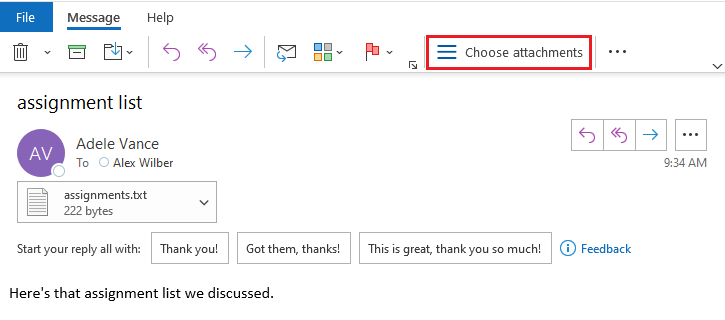 File Message Help
Choose attachments
assignment list
AV
Adele Vance
To Alex Wilber
9:34 AM
assignments.txt
222 bytes
Start your reply all with: Thank you! Got them, thanks! This is great, thank you so much! Feedback
Here's that assignment list we discussed.